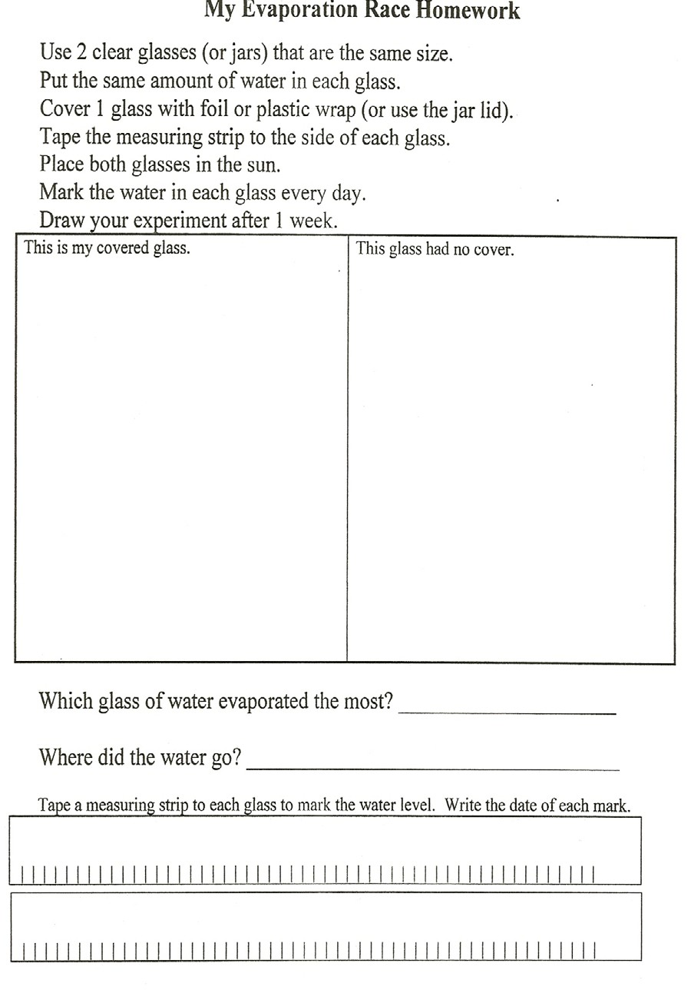 My Evaporation Race Homework
Use 2 clear glasses (or jars) that are the same size.
Put the same amount of water in each glass.
Cover 1 glass with foil or plastic wrap (or use the jar lid).
Tape the measuring strip to the side of each glass.
Place both glasses in the sun.
Mark the water in each glass every day.
Draw your experiment after 1 week.
This is my covered glass.
This glass had no cover.
Which glass of water evaporated the most?
Where did the water go?
Tape a measuring strip to each glass to mark the water level. Write the date of each mark.